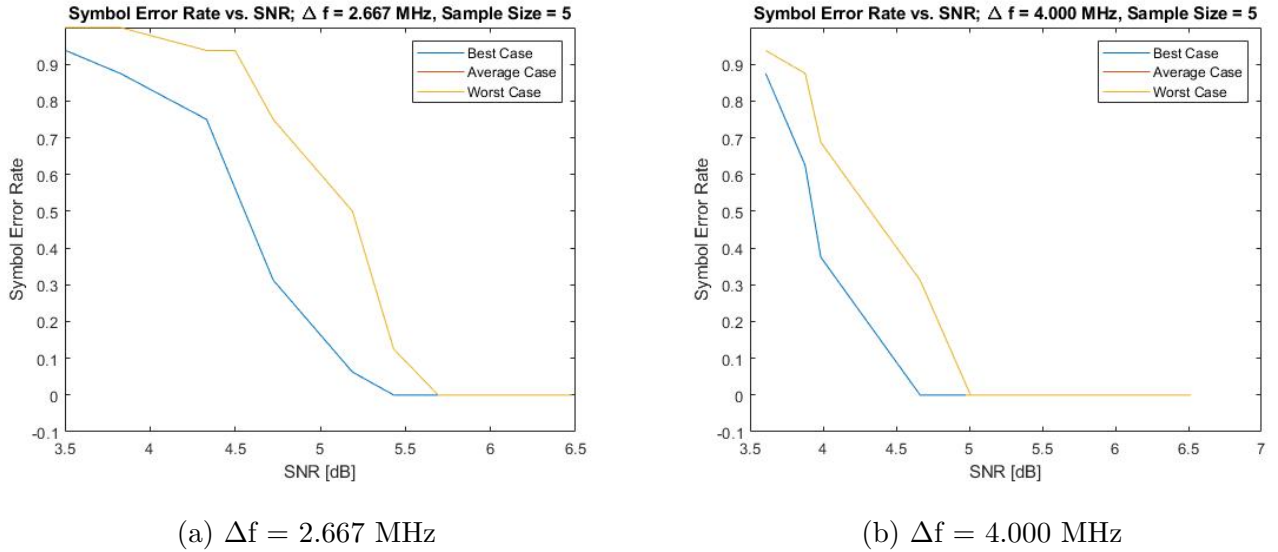 Symbol Error Rate vs. SNR; Δ f = 2.667 MHz, Sample Size = 5
Best Case
Average Case
Worst Case
0.9
0.8
0.7
0.6
0.5
0.4
0.3
0.2
0.1
0
-0.1
Symbol Error Rate
3.5 4 4.5 5 5.5 6 6.5
SNR [dB]
(a) Δf = 2.667 MHz
Symbol Error Rate vs. SNR; Δ f = 4.000 MHz, Sample Size = 5
Best Case
Average Case
Worst Case
0.9
0.8
0.7
0.6
0.5
0.4
0.3
0.2
0.1
0
-0.1
Symbol Error Rate
3.5 4 4.5 5 5.5 6 6.5 7
SNR [dB]
(b) Δf = 4.000 MHz